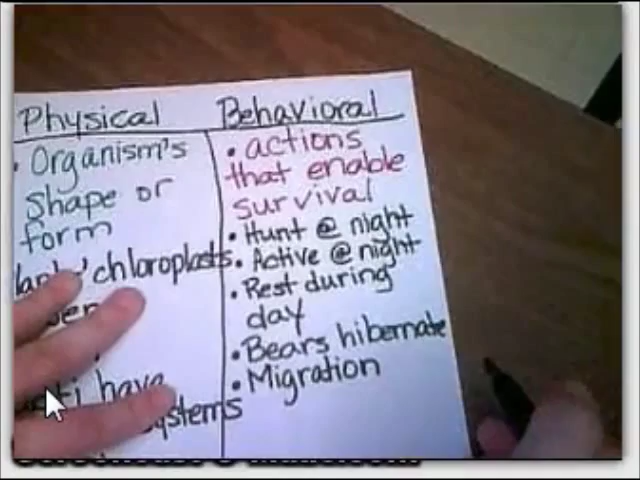 Physical Behavioral
• Organism's
shape or
form
chloroplasts
have
systems
• actions
that enable
survival
• Hunt @ night
• Active @ night
• Rest during
day
• Bears hibernate
• Migration